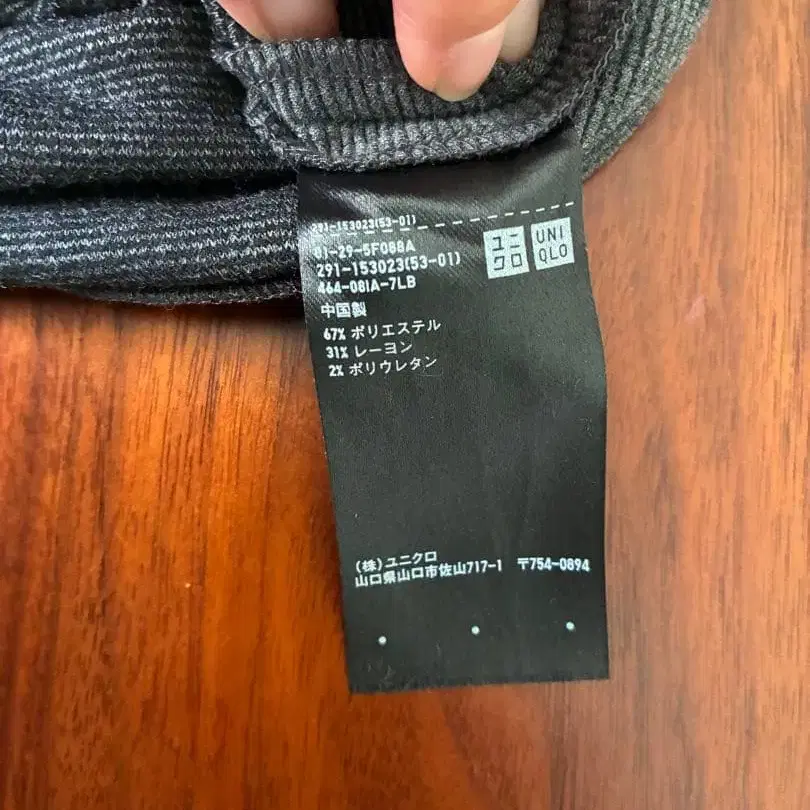 291-153023(53-01)
81-29-5F088A
291-153023(53-01)
464-081A-7LB
ユニクロ
UNIQLO
中国製
67% ポリエステル
31% レーヨン
2% ポリウレタン
(株)ユニクロ
山口県山口市佐山717-1 〒754-0894